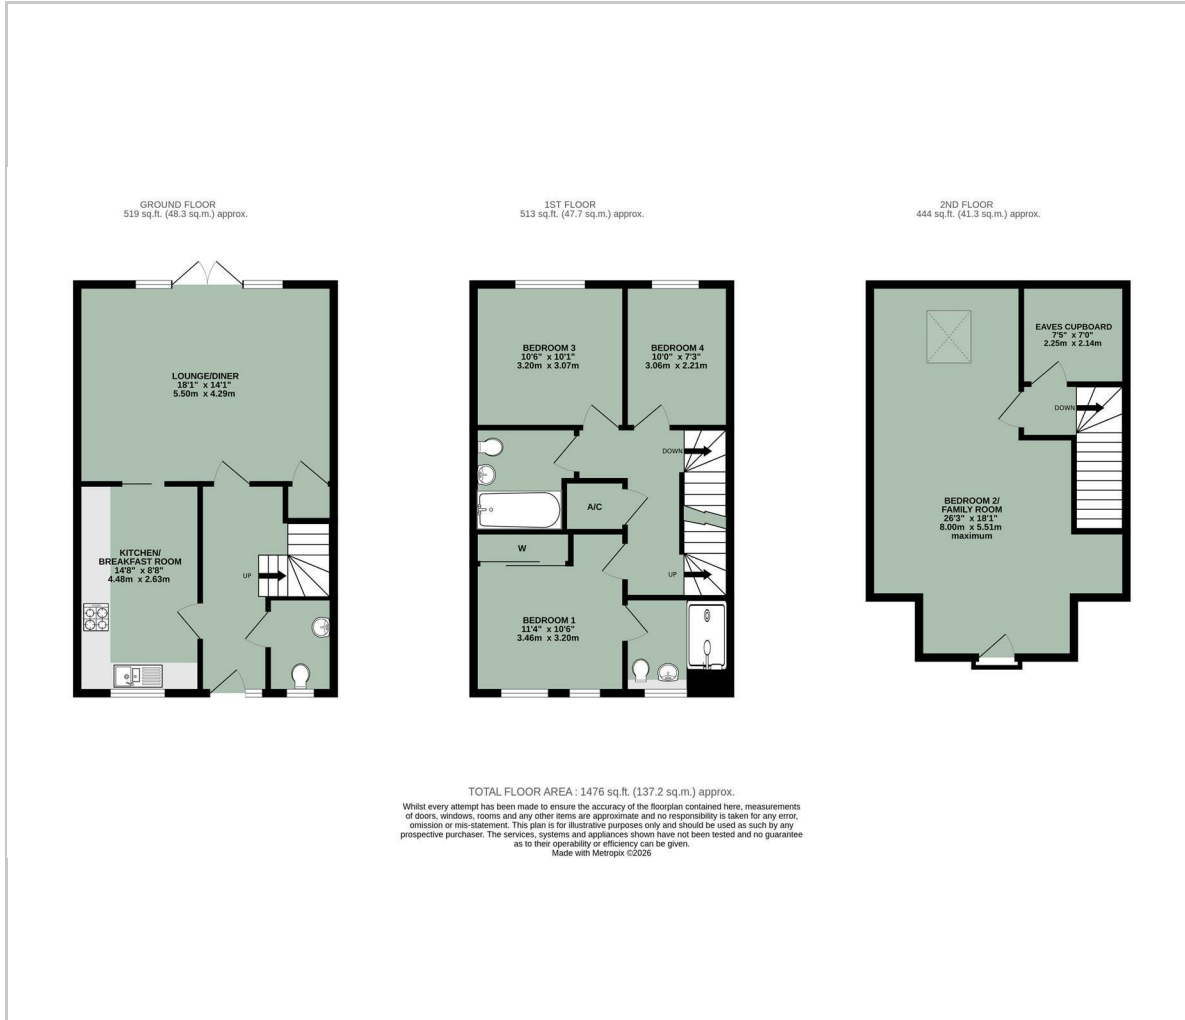 GROUND FLOOR
519 sq.ft. (48.3 sq.m.) approx.
1ST FLOOR
513 sq.ft. (47.7 sq.m.) approx.
2ND FLOOR
444 sq.ft. (41.3 sq.m.) approx.
LOUNGE/DINER
18'1" x 14'1"
5.50m x 4.29m
KITCHEN/
BREAKFAST ROOM
14'8" x 8'8"
4.48m x 2.63m
UP
BEDROOM 3
10'6" x 10'1"
3.20m x 3.07m
BEDROOM 4
10'0" x 7'3"
3.06m x 2.21m
DOWN
A/C
W
UP
BEDROOM 1
11'4" x 10'6"
3.46m x 3.20m
EAVES CUPBOARD
7'5" x 7'0"
2.25m x 2.14m
DOWN
BEDROOM 2/
FAMILY ROOM
26'3" x 18'1"
8.00m x 5.51m
maximum
TOTAL FLOOR AREA : 1476 sq.ft. (137.2 sq.m.) approx.
Whilst every attempt has been made to ensure the accuracy of the floorplan contained here, measurements
of doors, windows, rooms and any other items are approximate and no responsibility is taken for any error,
omission or mis-statement. This plan is for illustrative purposes only and should be used as such by any
prospective purchaser. The services, systems and appliances shown have not been tested and no guarantee
as to their operability or efficiency can be given.
Made with Metropix ©2026